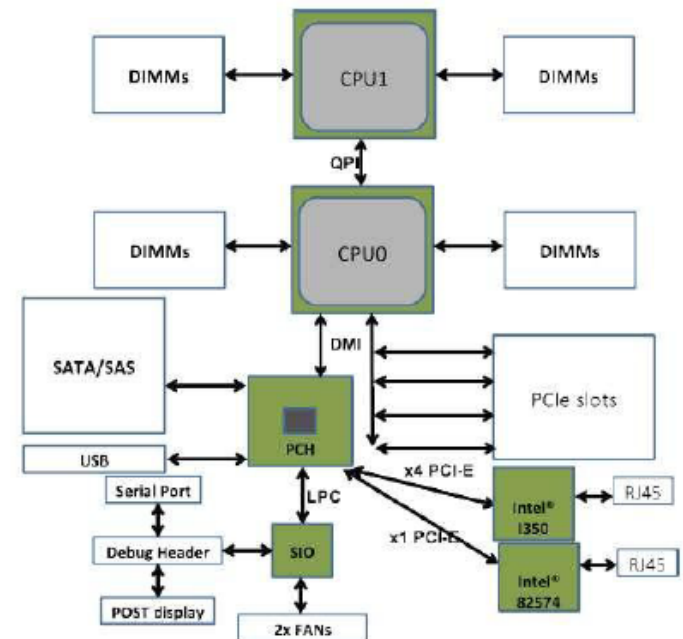 DIMMs
CPU1
DIMMs
QPI
DIMMs
CPU0
DIMMs
DMI
SATA/SAS
PCIe slots
PCH
USB
x4 PCI-E
Serial Port
LPC
Intel®
I350
RJ45
x1 PCI-E
Debug Header
SIO
RJ45
Intel®
82574
POST display
2x FANs